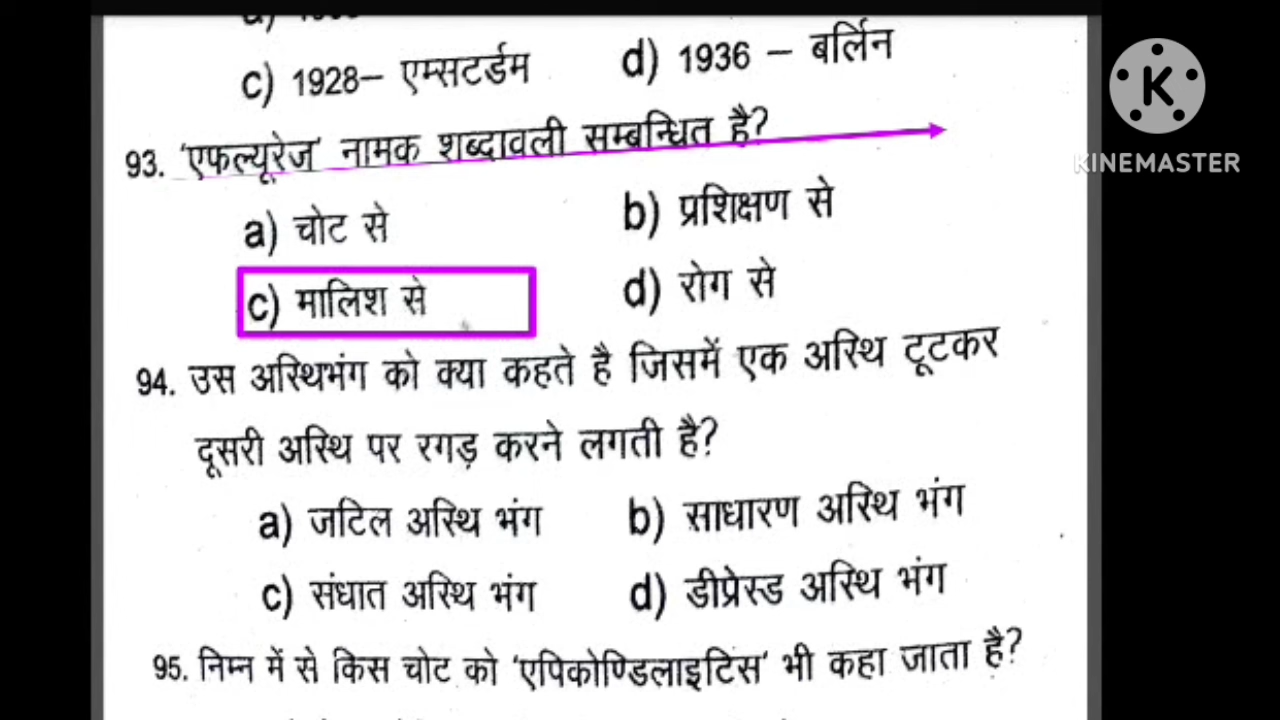 c) 1928– एम्सटर्डम d) 1936 – बर्लिन
93. 'एफल्यूरेज' नामक शब्दावली सम्बन्धित है?
a) चोट से b) प्रशिक्षण से
c) मालिश से d) रोग से
94. उस अस्थिभंग को क्या कहते है जिसमें एक अस्थि टूटकर
दूसरी अस्थि पर रगड़ करने लगती है?
a) जटिल अस्थि भंग b) साधारण अस्थि भंग
c) संधात अस्थि भंग d) डीप्रेस्ड अस्थि भंग
95. निम्न में से किस चोट को 'एपिकोण्डिलाइटिस' भी कहा जाता है?
K
KINEMASTER